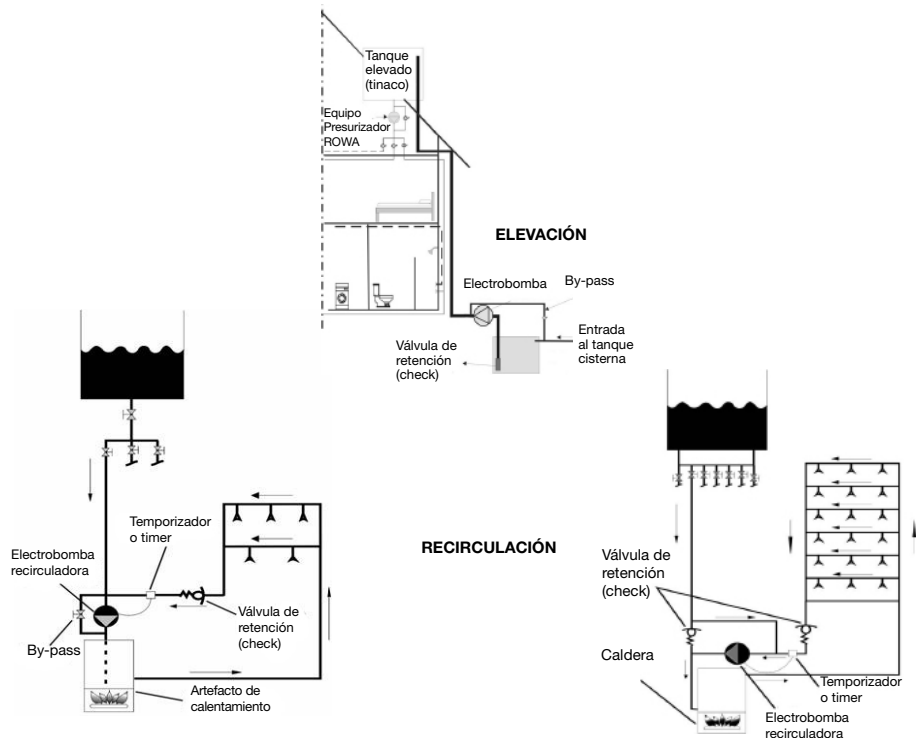 Tanque
elevado
(tinaco)
Equipo
Presurizador
ROWA
ELEVACIÓN
Electrobomba
By-pass
Válvula de
retención
(check)
Entrada
al tanque
cisterna
RECIRCULACIÓN
Temporizador
o timer
Electrobomba
recirculadora
By-pass
Válvula de
retención
(check)
Artefacto de
calentamiento
Válvula de
retención
(check)
Caldera
Temporizador
o timer
Electrobomba
recirculadora